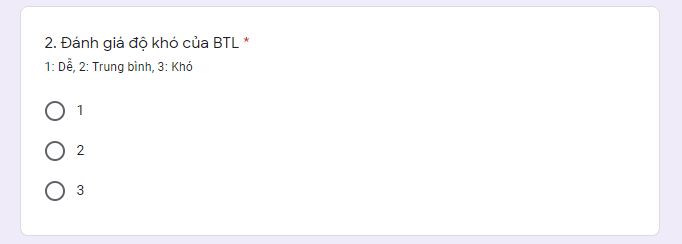 2. Đánh giá độ khó của BTL *
1: Dễ, 2: Trung bình, 3: Khó
1
2
3